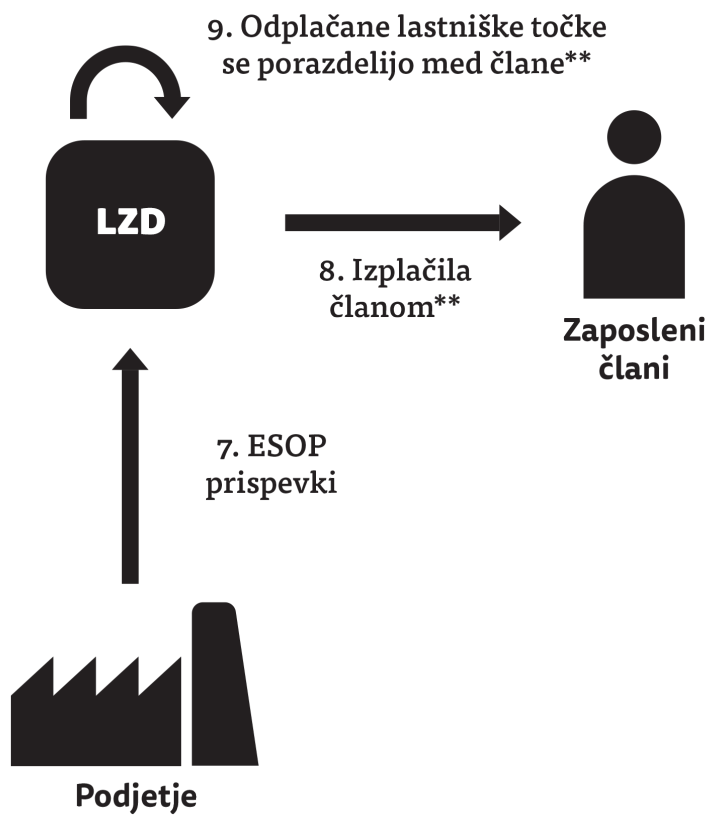 9. Odplačane lastniške točke
se porazdelijo med člane**
LZD
8. Izplačila
članom**
Zaposleni
člani
7. ESOP
prispevki
Podjetje